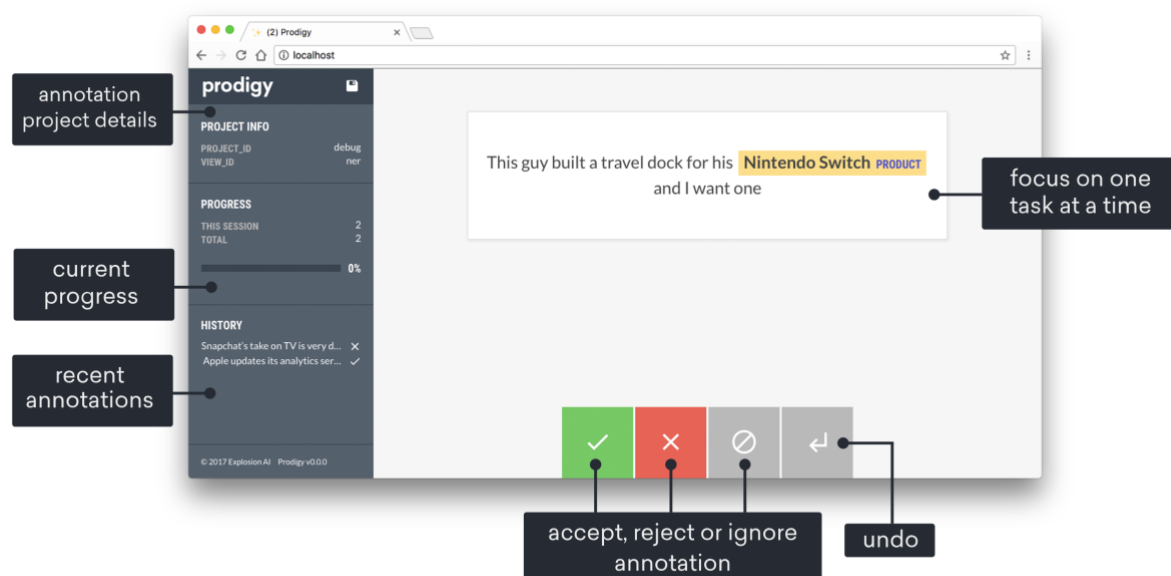 (2) Prodigy
localhost
annotation
project details
prodigy
PROJECT INFO
PROJECT_ID debug
VIEW_ID ner
PROGRESS
THIS SESSION 2
TOTAL 2
0%
current
progress
HISTORY
Snapchat's take on TV is very d...
Apple updates its analytics ser...
recent
annotations
© 2017 Explosion AI Prodigy v0.0.0
This guy built a travel dock for his Nintendo Switch PRODUCT
and I want one
focus on one
task at a time
accept, reject or ignore
annotation
undo